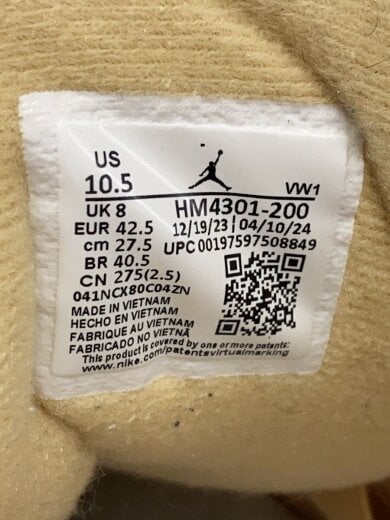 US
10.5
VW1
UK 8
HM4301-200
EUR 42.5
12/19/23 | 04/10/24
cm 27.5
UPC 00197597508849
BR 40.5
CN 275(2.5)
041NCX80C04ZN
MADE IN VIETNAM
HECHO EN VIETNAM
FABRIQUE AU VIETNAM
FABRICADO NO VIETNÃ
This product is covered by one or more patents:
www.nike.com/patentsvirtualmarking